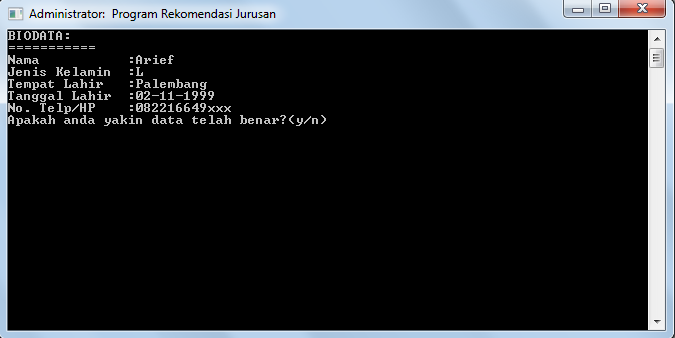 Administrator:  Program Rekomendasi Jurusan
BIODATA:
===========
Nama           :Arief
Jenis Kelamin  :L
Tempat Lahir   :Palembang
Tanggal Lahir  :02-11-1999
No. Telp/HP    :082216649xxx
Apakah anda yakin data telah benar?(y/n)